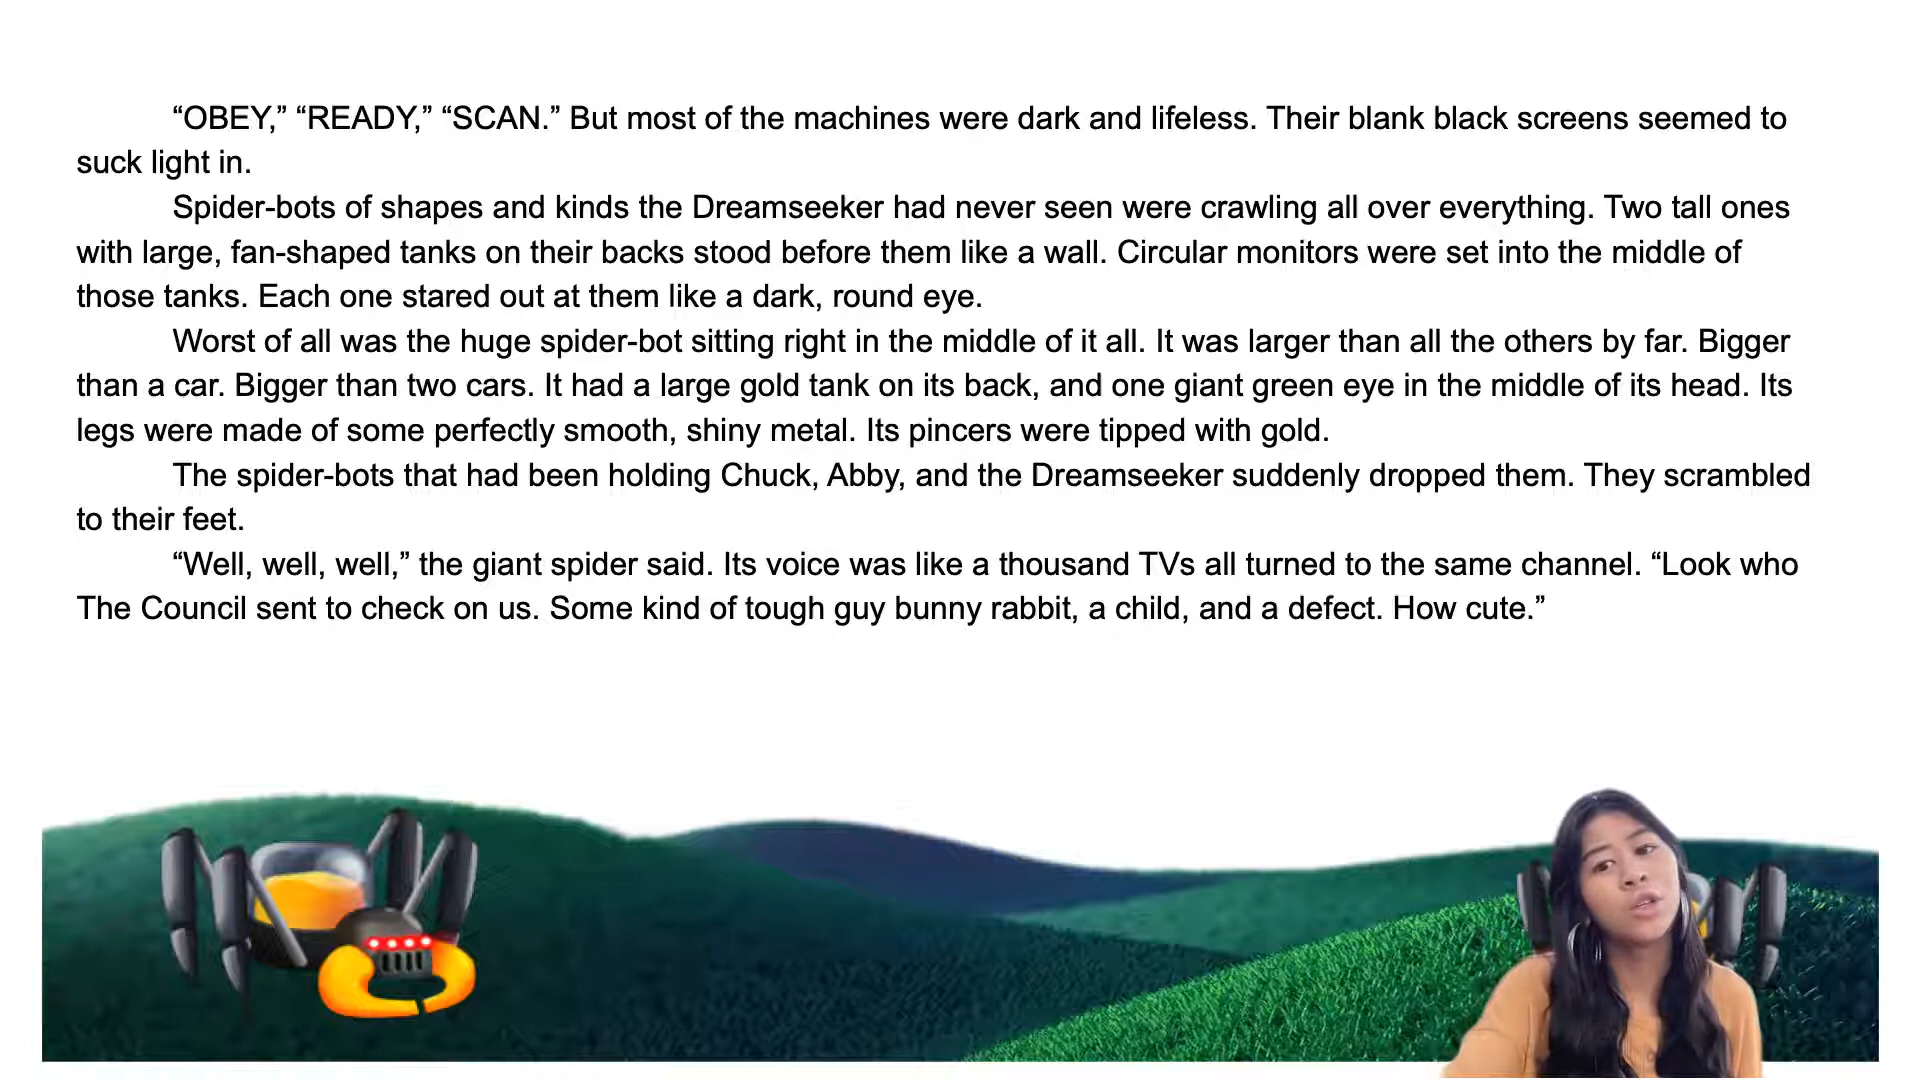 “OBEY,” “READY,” “SCAN.” But most of the machines were dark and lifeless. Their blank black screens seemed to
suck light in.
Spider-bots of shapes and kinds the Dreamseeker had never seen were crawling all over everything. Two tall ones
with large, fan-shaped tanks on their backs stood before them like a wall. Circular monitors were set into the middle of
those tanks. Each one stared out at them like a dark, round eye.
Worst of all was the huge spider-bot sitting right in the middle of it all. It was larger than all the others by far. Bigger
than a car. Bigger than two cars. It had a large gold tank on its back, and one giant green eye in the middle of its head. Its
legs were made of some perfectly smooth, shiny metal. Its pincers were tipped with gold.
The spider-bots that had been holding Chuck, Abby, and the Dreamseeker suddenly dropped them. They scrambled
to their feet.
“Well, well, well,” the giant spider said. Its voice was like a thousand TVs all turned to the same channel. “Look who
The Council sent to check on us. Some kind of tough guy bunny rabbit, a child, and a defect. How cute.”